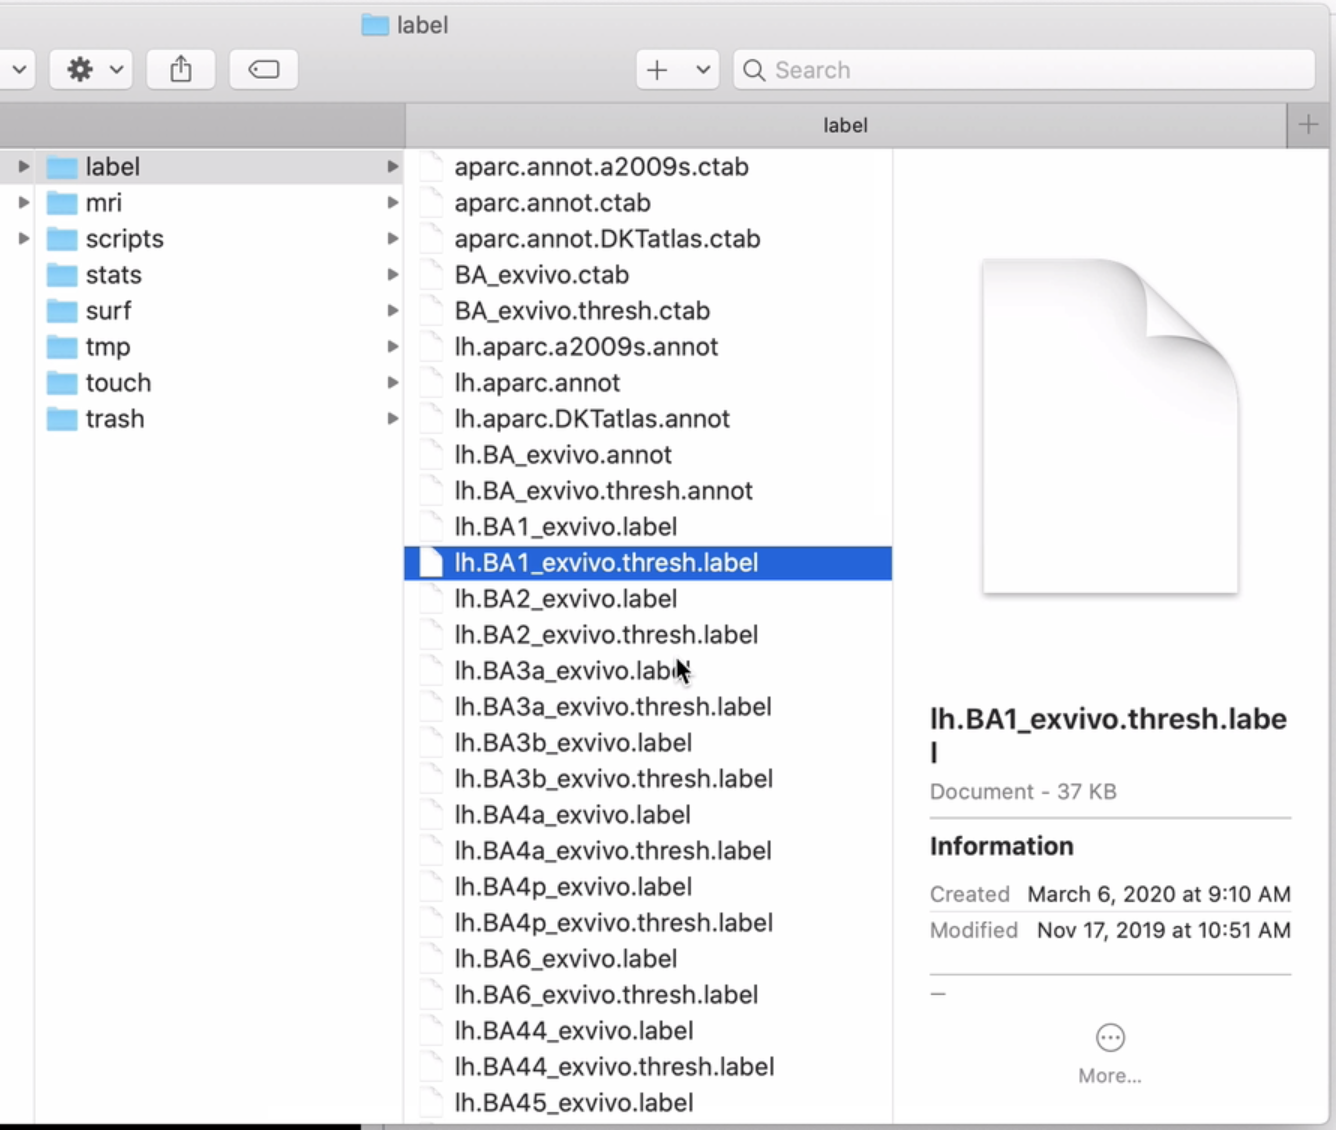 label
Search
label
label
mri
scripts
stats
surf
tmp
touch
trash
aparc.annot.a2009s.ctab
aparc.annot.ctab
aparc.annot.DKTatlas.ctab
BA_exvivo.ctab
BA_exvivo.thresh.ctab
lh.aparc.a2009s.annot
lh.aparc.annot
lh.aparc.DKTatlas.annot
lh.BA_exvivo.annot
lh.BA_exvivo.thresh.annot
lh.BA1_exvivo.label
lh.BA1_exvivo.thresh.label
lh.BA2_exvivo.label
lh.BA2_exvivo.thresh.label
lh.BA3a_exvivo.label
lh.BA3a_exvivo.thresh.label
lh.BA3b_exvivo.label
lh.BA3b_exvivo.thresh.label
lh.BA4a_exvivo.label
lh.BA4a_exvivo.thresh.label
lh.BA4p_exvivo.label
lh.BA4p_exvivo.thresh.label
lh.BA6_exvivo.label
lh.BA6_exvivo.thresh.label
lh.BA44_exvivo.label
lh.BA44_exvivo.thresh.label
lh.BA45_exvivo.label
lh.BA1_exvivo.thresh.labe
l
Document - 37 KB
Information
Created March 6, 2020 at 9:10 AM
Modified Nov 17, 2019 at 10:51 AM
—
More...